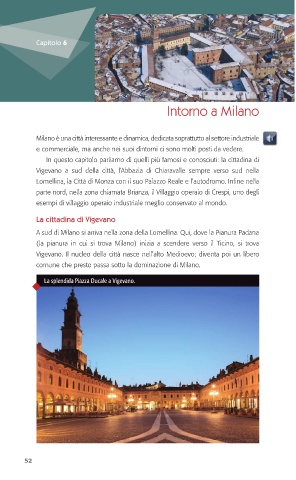 Capitolo 6
Intorno a Milano
Milano è una città interessante e dinamica, dedicata soprattutto al settore industriale
e commerciale, ma anche nei suoi dintorni ci sono molti posti da vedere.
In questo capitolo parliamo di quelli più famosi e conosciuti: la cittadina di
Vigevano a sud della città, l'Abbazia di Chiaravalle sempre verso sud nella
Lomellina, la Città di Monza con il suo Palazzo Reale e l'autodromo. Infine nella
parte nord, nella zona chiamata Brianza, il Villaggio operaio di Crespi, uno degli
esempi di villaggio operaio industriale meglio conservato al mondo.
La cittadina di Vigevano
A sud di Milano si arriva nella zona della Lomellina. Qui, dove la Pianura Padana
(la pianura in cui si trova Milano) inizia a scendere verso il Ticino, si trova
Vigevano. Il nucleo della città nasce nell'alto Medioevo; diventa poi un libero
comune che presto passa sotto la dominazione di Milano.
La splendida Piazza Ducale a Vigevano.
52